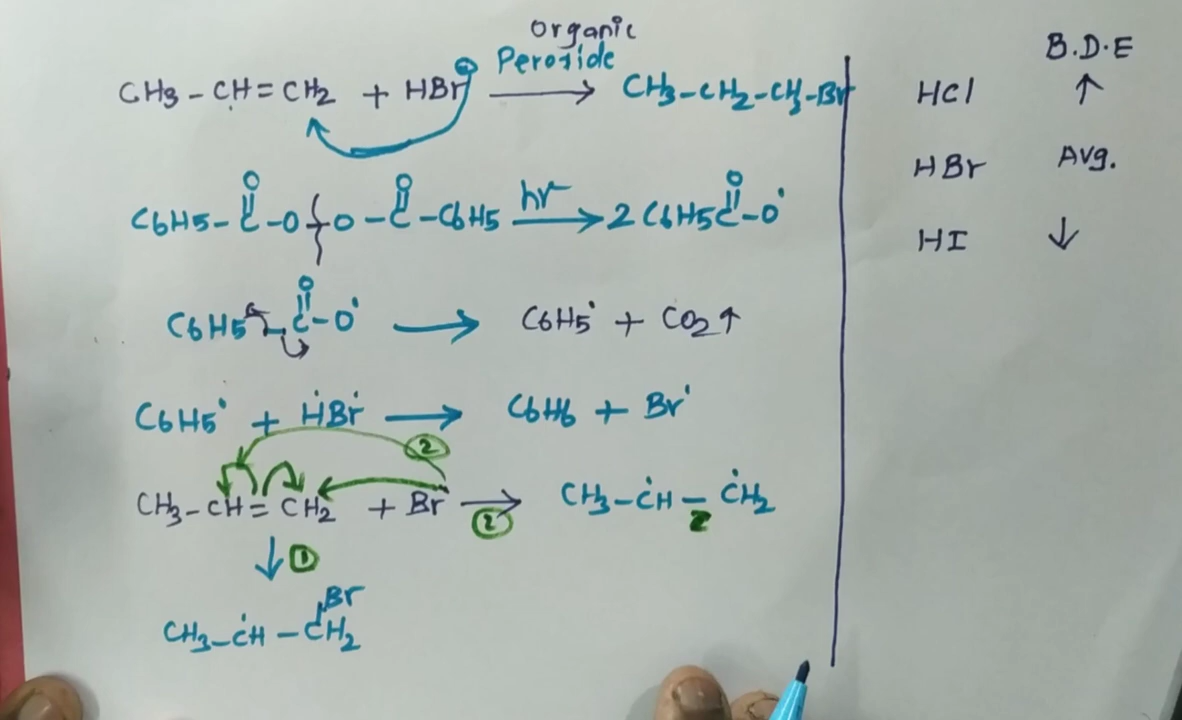 Organic
Peroxide
CH3-CH=CH2 + HBr → CH3-CH2-CH2-Br
C6H5-C(=O)-O-O-C(=O)-C6H5 hν → 2 C6H5C(=O)-O•
C6H5-C(=O)-O• → C6H5• + CO2↑
C6H5• + HBr → C6H6 + Br•
2
CH3-CH=CH2 + Br → CH3-ĊH-ĊH2
2 2
↓ 1
Br
CH3-ĊH-CH2
B.D.E
HCl ↑
HBr Avg.
HI ↓